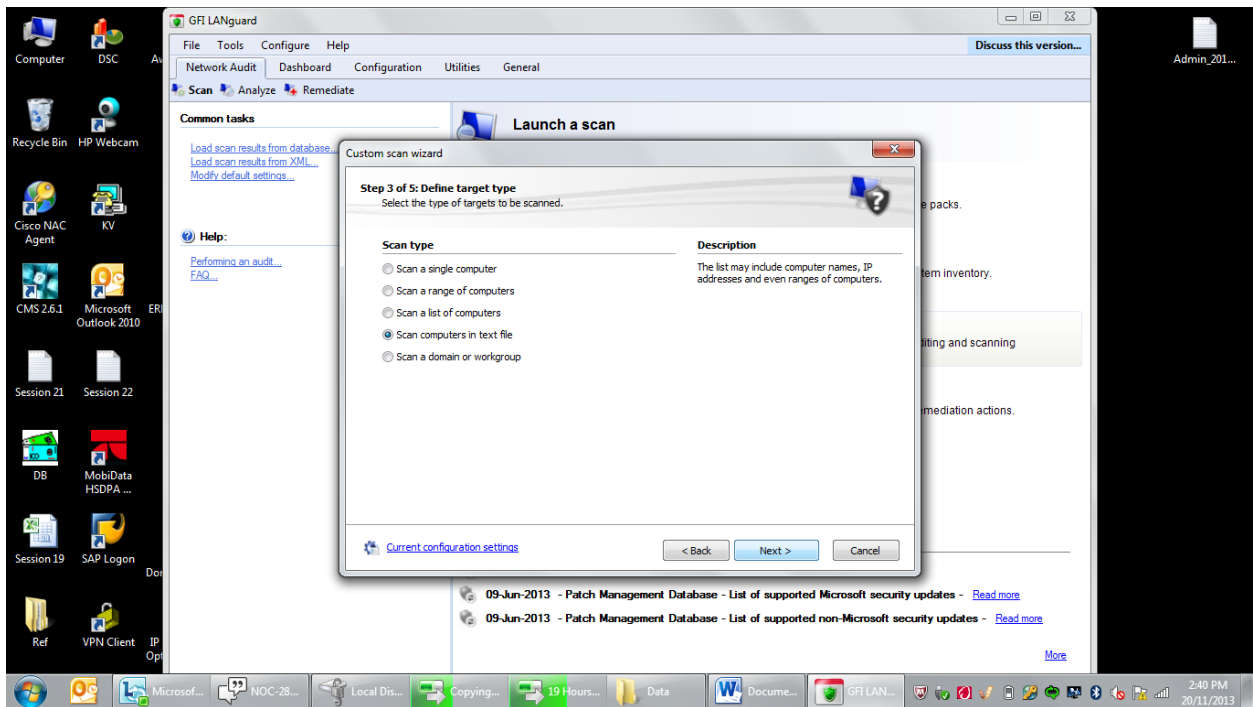 GFI LANguard
File Tools Configure Help
Discuss this version...
Network Audit Dashboard Configuration Utilities General
Scan Analyze Remediate
Common tasks
Load scan results from database...
Load scan results from XML...
Modify default settings...
Help:
Performing an audit...
FAQ...
Launch a scan
e packs.
tem inventory.
diting and scanning
mediation actions.
Custom scan wizard
Step 3 of 5: Define target type
Select the type of targets to be scanned.
Scan type
Scan a single computer
Scan a range of computers
Scan a list of computers
Scan computers in text file
Scan a domain or workgroup
Description
The list may include computer names, IP
addresses and even ranges of computers.
Current configuration settings
< Back
Next >
Cancel
09-Jun-2013 - Patch Management Database - List of supported Microsoft security updates - Read more
09-Jun-2013 - Patch Management Database - List of supported non-Microsoft security updates - Read more
More
Computer
DSC
Recycle Bin
HP Webcam
Cisco NAC
Agent
KV
CMS 2.6.1
Microsoft
Outlook 2010
Session 21
Session 22
DB
MobiData
HSDPA ...
Session 19
SAP Logon
Ref
VPN Client
IP
Admin_201...
Microsof...
NOC-28...
Local Dis...
Copying...
19 Hours...
Data
Docume...
GFI LAN...
2:40 PM
20/11/2013